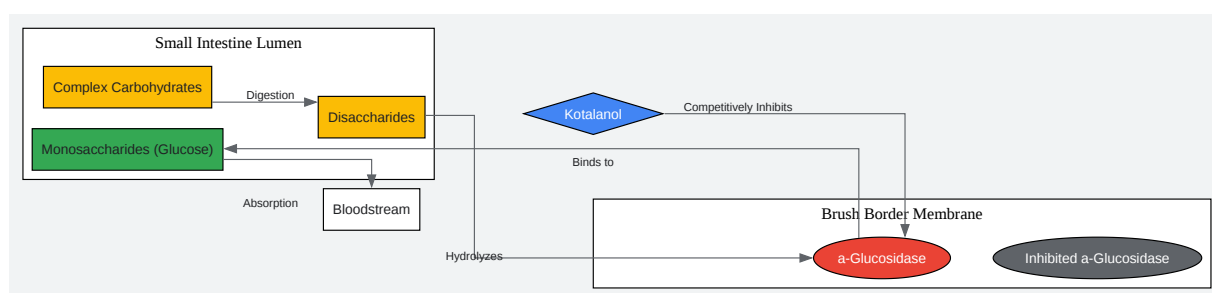 Small Intestine Lumen
Complex Carbohydrates
Digestion
Disaccharides
Kotalanol
Competitively Inhibits
Monosaccharides (Glucose)
Binds to
Absorption
Bloodstream
Brush Border Membrane
Hydrolyzes
a-Glucosidase
Inhibited a-Glucosidase